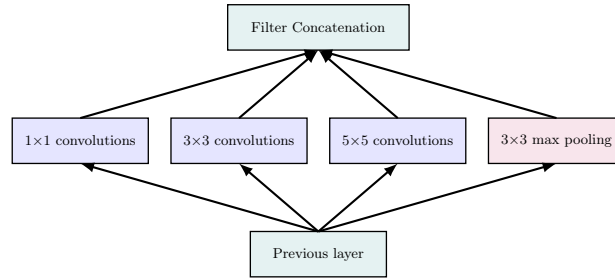 Filter Concatenation
1×1 convolutions
3×3 convolutions
5×5 convolutions
3×3 max pooling
Previous layer